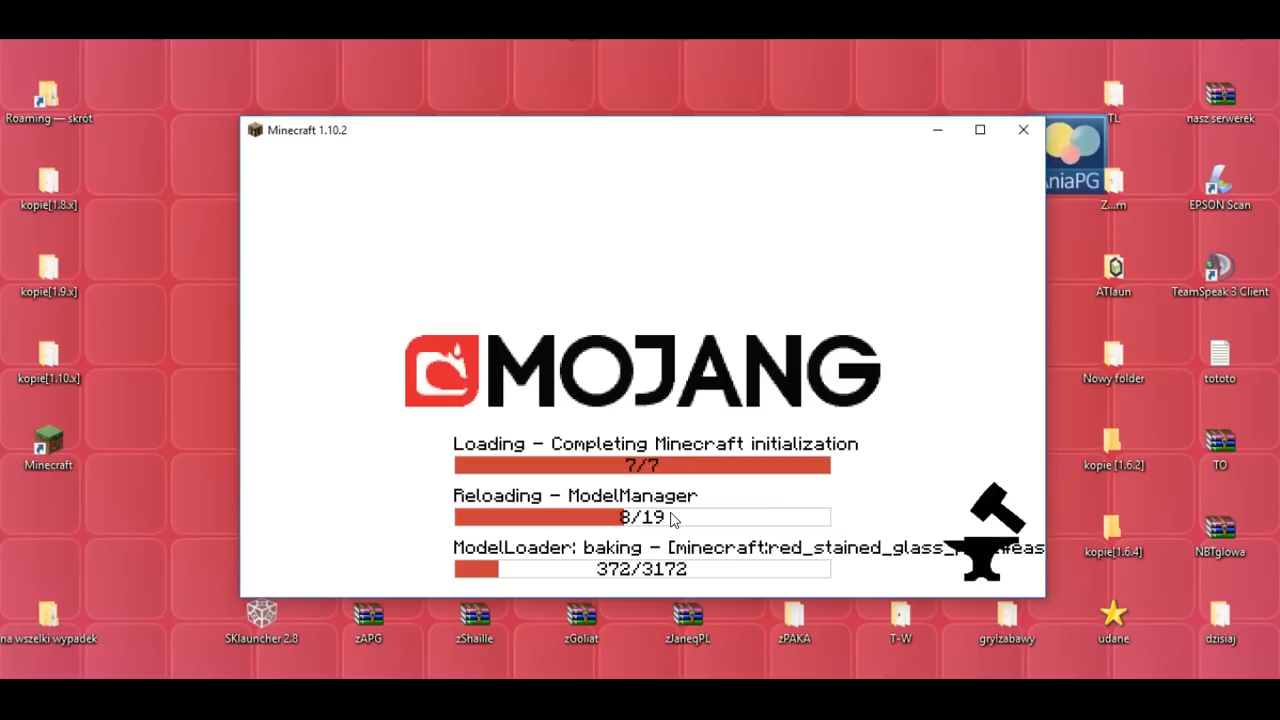 Roaming — skrót
kopie[1.8.x]
kopie[1.9.x]
kopie[1.10.x]
Minecraft
na wszelki wypadek
Minecraft 1.10.2
MOJANG
Loading - Completing Minecraft initialization
7/7
Reloading - ModelManager
8/19
ModelLoader: baking - [minecraft:red_stained_glass_
372/3172
SKlauncher 2.8
zAPG
zShaille
zGoliat
zJaneqPL
zPAKA
T-W
gryIzabawy
udane
dzisiaj
TL
niaPG
Z...m
ATlaun
Nowy folder
kopie [1.6.2]
kopie[1.6.4]
nasz serwerek
EPSON Scan
TeamSpeak 3 Client
tototo
TO
NBTglowa